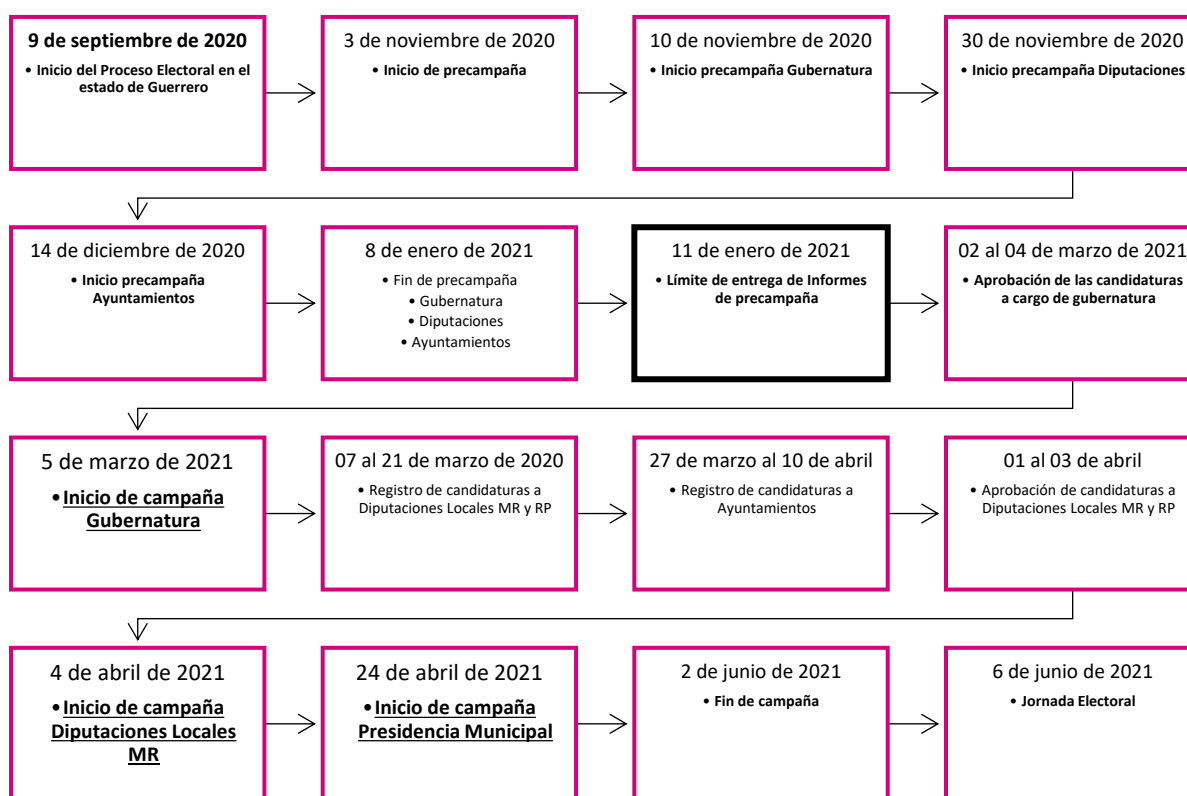 9 de septiembre de 2020
• Inicio del Proceso Electoral en el
estado de Guerrero
3 de noviembre de 2020
• Inicio de precampaña
10 de noviembre de 2020
• Inicio precampaña Gubernatura
30 de noviembre de 2020
• Inicio precampaña Diputaciones
14 de diciembre de 2020
• Inicio precampaña
Ayuntamientos
8 de enero de 2021
• Fin de precampaña
• Gubernatura
• Diputaciones
• Ayuntamientos
11 de enero de 2021
• Límite de entrega de Informes
de precampaña
02 al 04 de marzo de 2021
• Aprobación de las candidaturas
a cargo de gubernatura
5 de marzo de 2021
• Inicio de campaña
Gubernatura
07 al 21 de marzo de 2020
• Registro de candidaturas a
Diputaciones Locales MR y RP
27 de marzo al 10 de abril
• Registro de candidaturas a
Ayuntamientos
01 al 03 de abril
• Aprobación de candidaturas a
Diputaciones Locales MR y RP
4 de abril de 2021
• Inicio de campaña
Diputaciones Locales
MR
24 de abril de 2021
• Inicio de campaña
Presidencia Municipal
2 de junio de 2021
• Fin de campaña
6 de junio de 2021
• Jornada Electoral